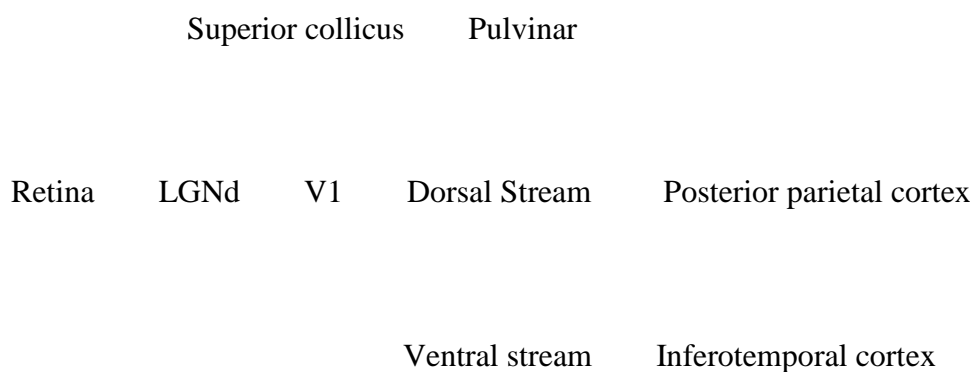 Superior collicus Pulvinar
Retina LGNd V1 Dorsal Stream Posterior parietal cortex
Ventral stream Inferotemporal cortex